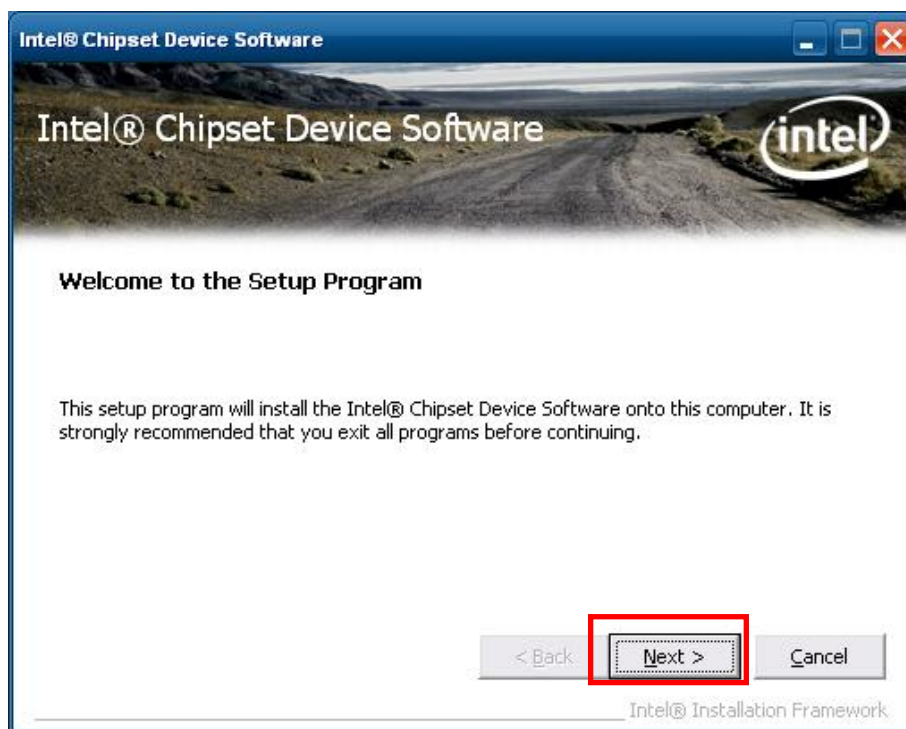 Intel® Chipset Device Software
Intel® Chipset Device Software
intel
Welcome to the Setup Program
This setup program will install the Intel® Chipset Device Software onto this computer. It is
strongly recommended that you exit all programs before continuing.
< Back Next > Cancel
Intel® Installation Framework